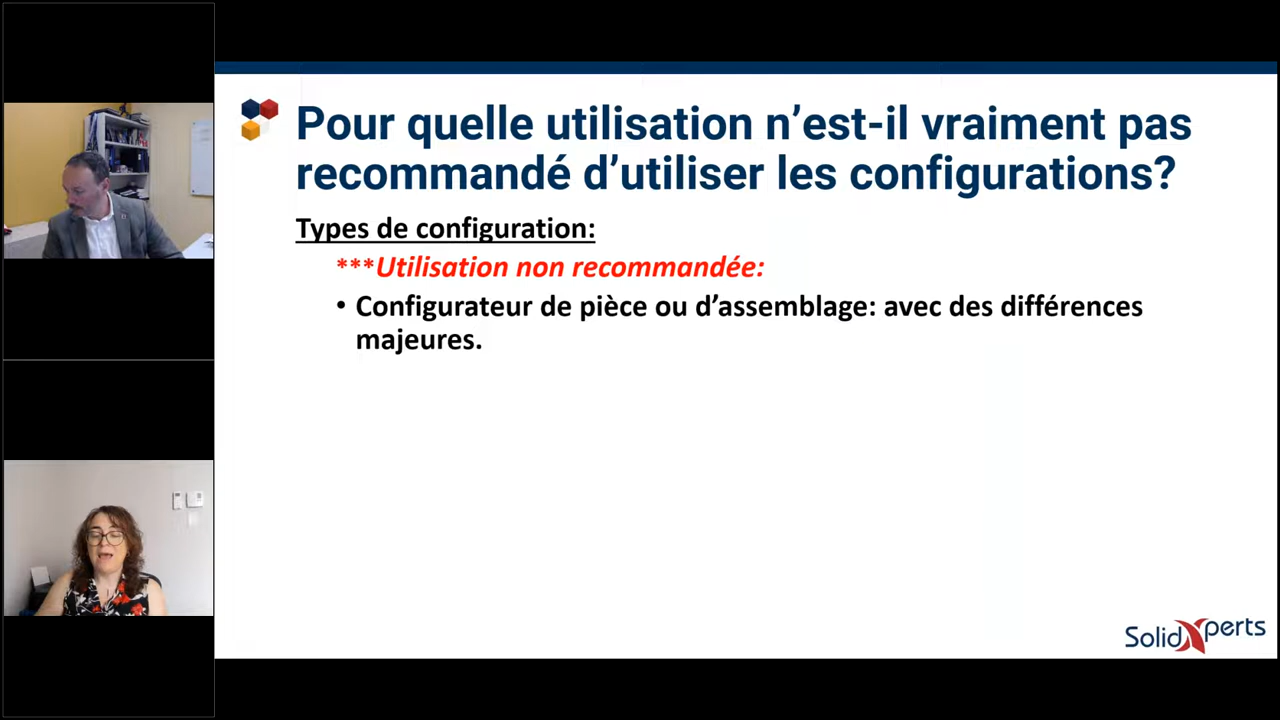 Pour quelle utilisation n’est-il vraiment pas
recommandé d’utiliser les configurations?
Types de configuration:
***Utilisation non recommandée:
• Configurateur de pièce ou d’assemblage: avec des différences
majeures.
SolidXperts